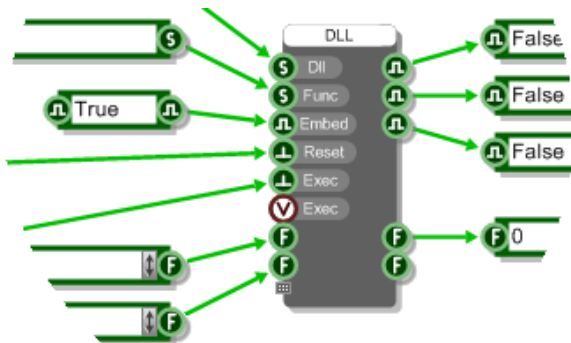 DLL
S
False
S Dll
S Func
False
True
Embed
Reset
False
Exec
V Exec
F
F
F
F 0
F
F
F